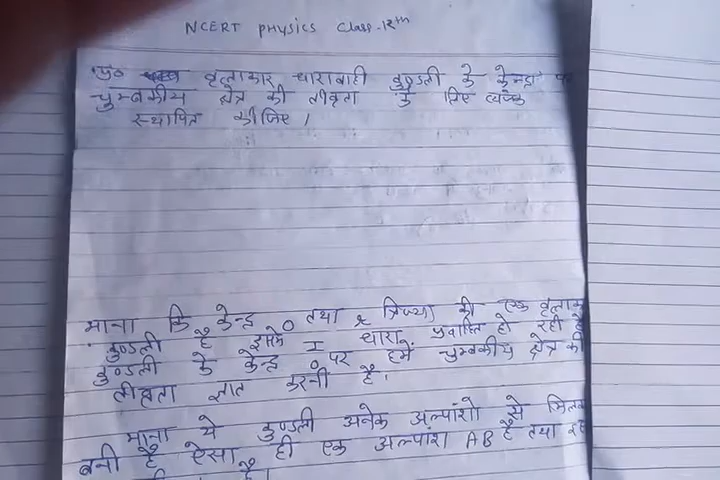 NCERT PHYSICS Class-12th
प्र० वृत्ताकार धारावाही कुण्डली के केन्द्र पर
चुम्बकीय क्षेत्र की तीव्रता के लिए व्यंजक
स्थापित कीजिए।
माना कि केन्द्र O तथा r त्रिज्या की एक वृत्ता
कुण्डली है इसमें I धारा प्रवाहित हो रही है
कुण्डली के केन्द्र O पर हमें चुम्बकीय क्षेत्र की
तीव्रता ज्ञात करनी है।
माना ये कुण्डली अनेक अल्पांशो से मिलकर
बनी है ऐसा ही एक अल्पांश AB है तथा
है।